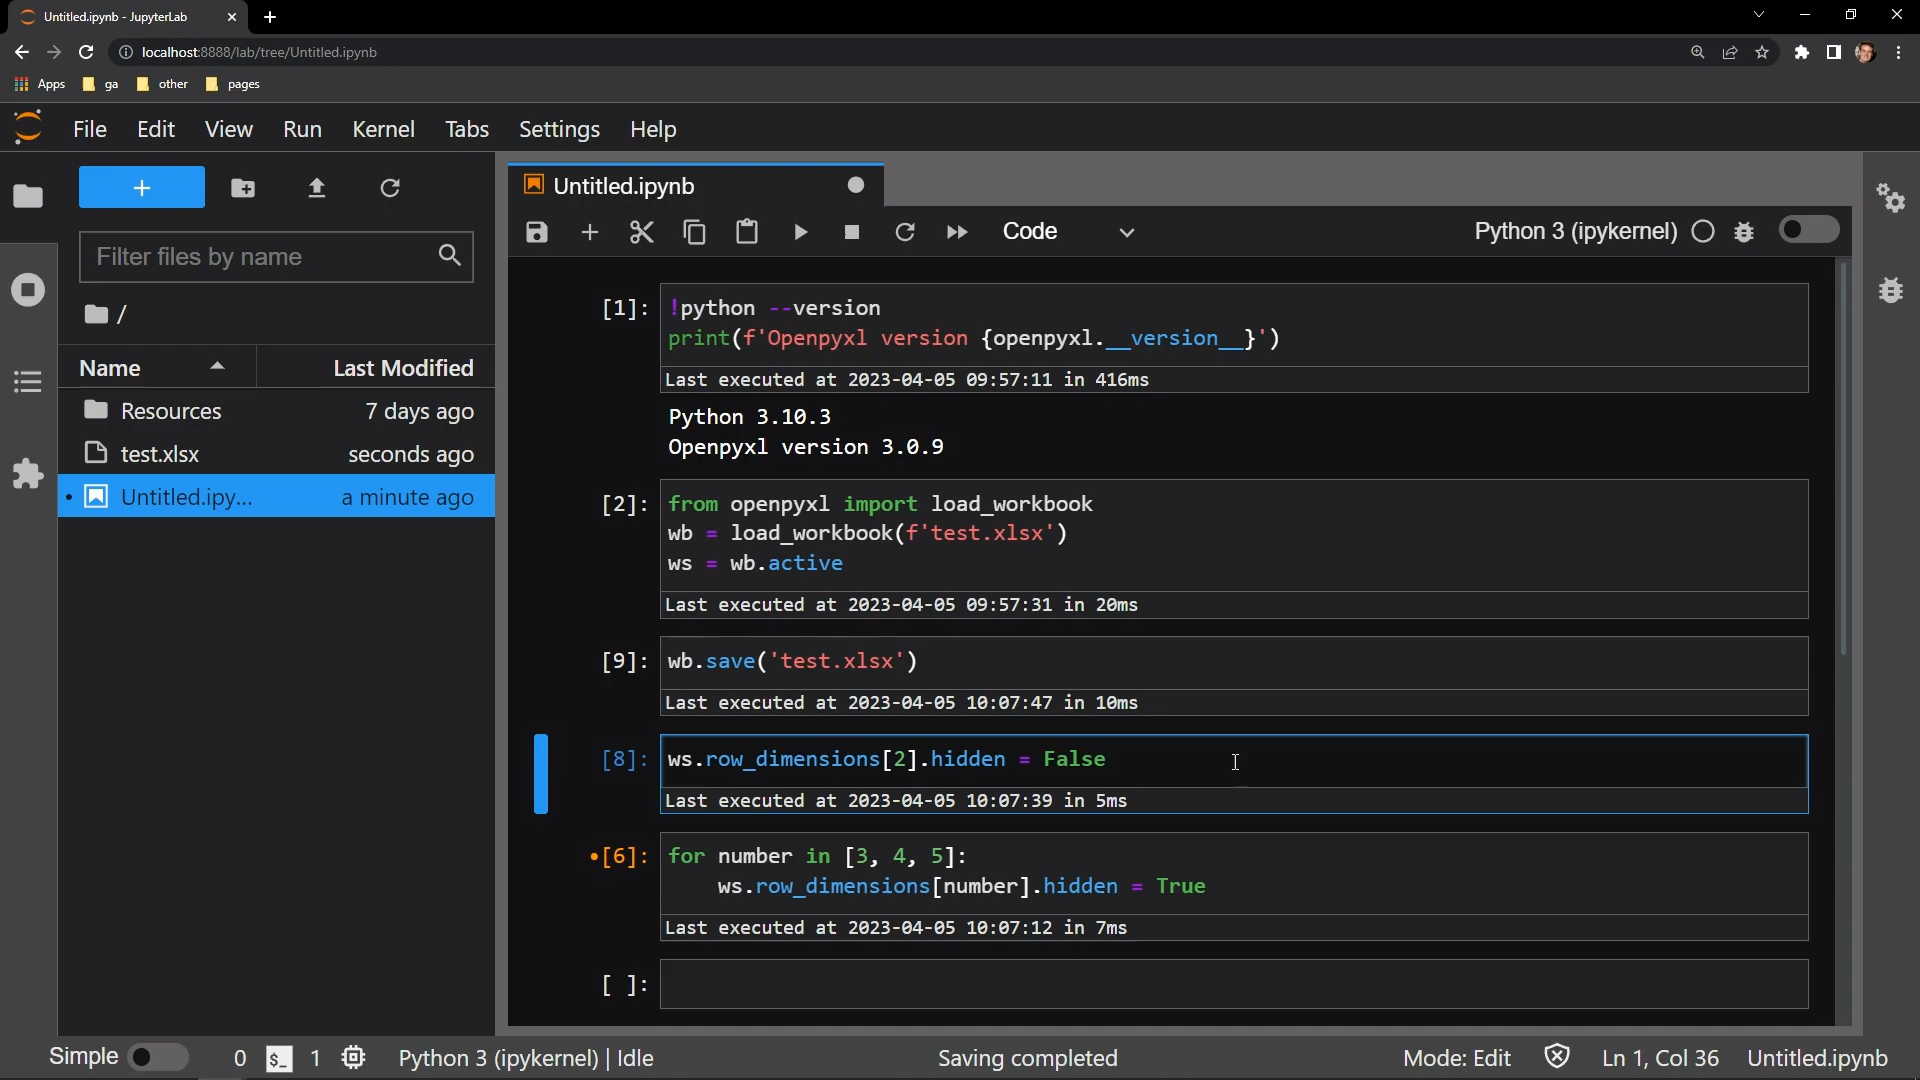 Untitled.ipynb - JupyterLab
localhost:8888/lab/tree/Untitled.ipynb
Apps ga other pages
File Edit View Run Kernel Tabs Settings Help
Filter files by name
/
Name Last Modified
Resources 7 days ago
test.xlsx seconds ago
Untitled.ipy... a minute ago
Untitled.ipynb
Code Python 3 (ipykernel)
[1]: !python --version
print(f'Openpyxl version {openpyxl.__version__}')
Last executed at 2023-04-05 09:57:11 in 416ms
Python 3.10.3
Openpyxl version 3.0.9
[2]: from openpyxl import load_workbook
wb = load_workbook(f'test.xlsx')
ws = wb.active
Last executed at 2023-04-05 09:57:31 in 20ms
[9]: wb.save('test.xlsx')
Last executed at 2023-04-05 10:07:47 in 10ms
[8]: ws.row_dimensions[2].hidden = False
Last executed at 2023-04-05 10:07:39 in 5ms
•[6]: for number in [3, 4, 5]:
ws.row_dimensions[number].hidden = True
Last executed at 2023-04-05 10:07:12 in 7ms
[ ]:
Simple 0 $_ 1 Python 3 (ipykernel) | Idle Saving completed Mode: Edit Ln 1, Col 36 Untitled.ipynb